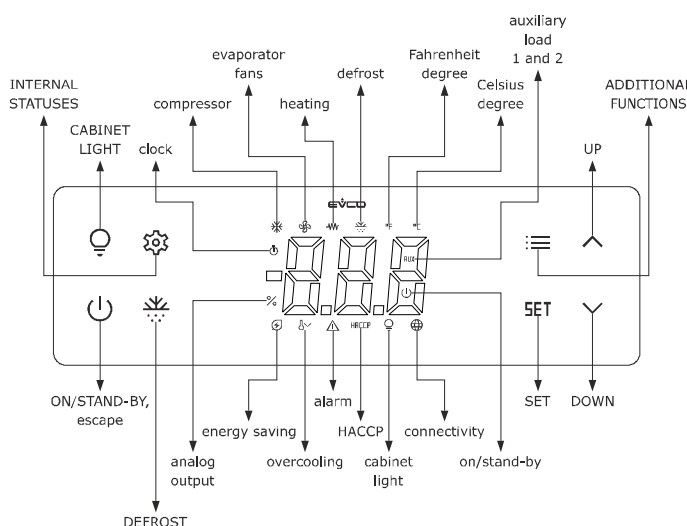 auxiliary
load
1 and 2
evaporator
fans
Fahrenheit
degree
defrost
Celsius
degree
INTERNAL
STATUSES
compressor
heating
ADDITIONAL
FUNCTIONS
CABINET
LIGHT
clock
UP
EVCO
°F
°C
AUX
%
SET
HACCP
ON/STAND-BY,
escape
alarm
SET
DOWN
energy saving
HACCP
connectivity
analog
output
overcooling
cabinet
light
on/stand-by
DEFROST